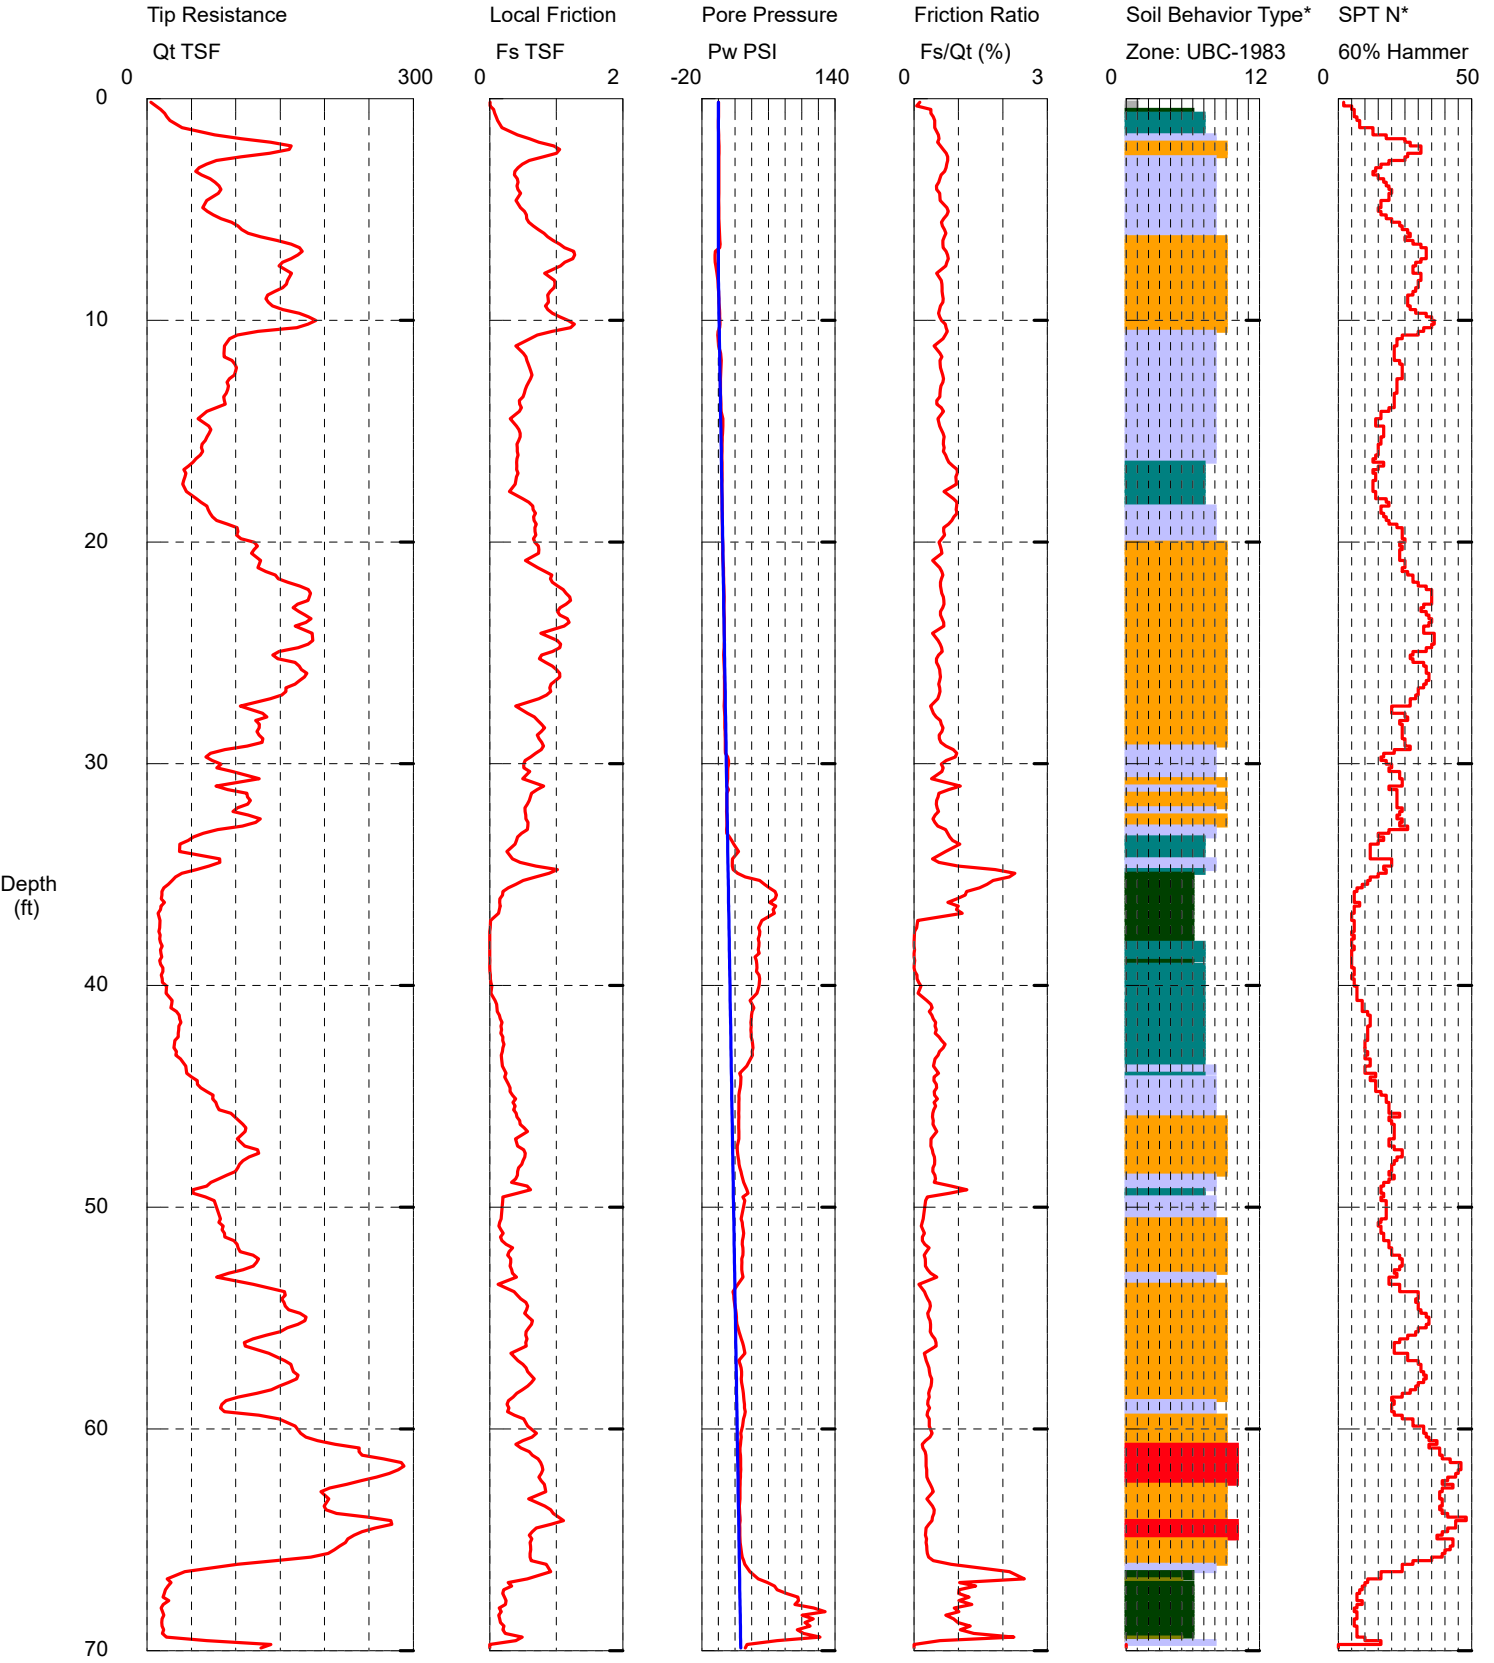 Tip Resistance Local Friction Pore Pressure Friction Ratio Soil Behavior Type* SPT N*
Qt TSF Fs TSF Pw PSI Fs/Qt (%) Zone: UBC-1983 60% Hammer
0 300 0 2 -20 140 0 3 0 12 0 50
0
10
20
30
Depth
(ft)
40
50
60
70